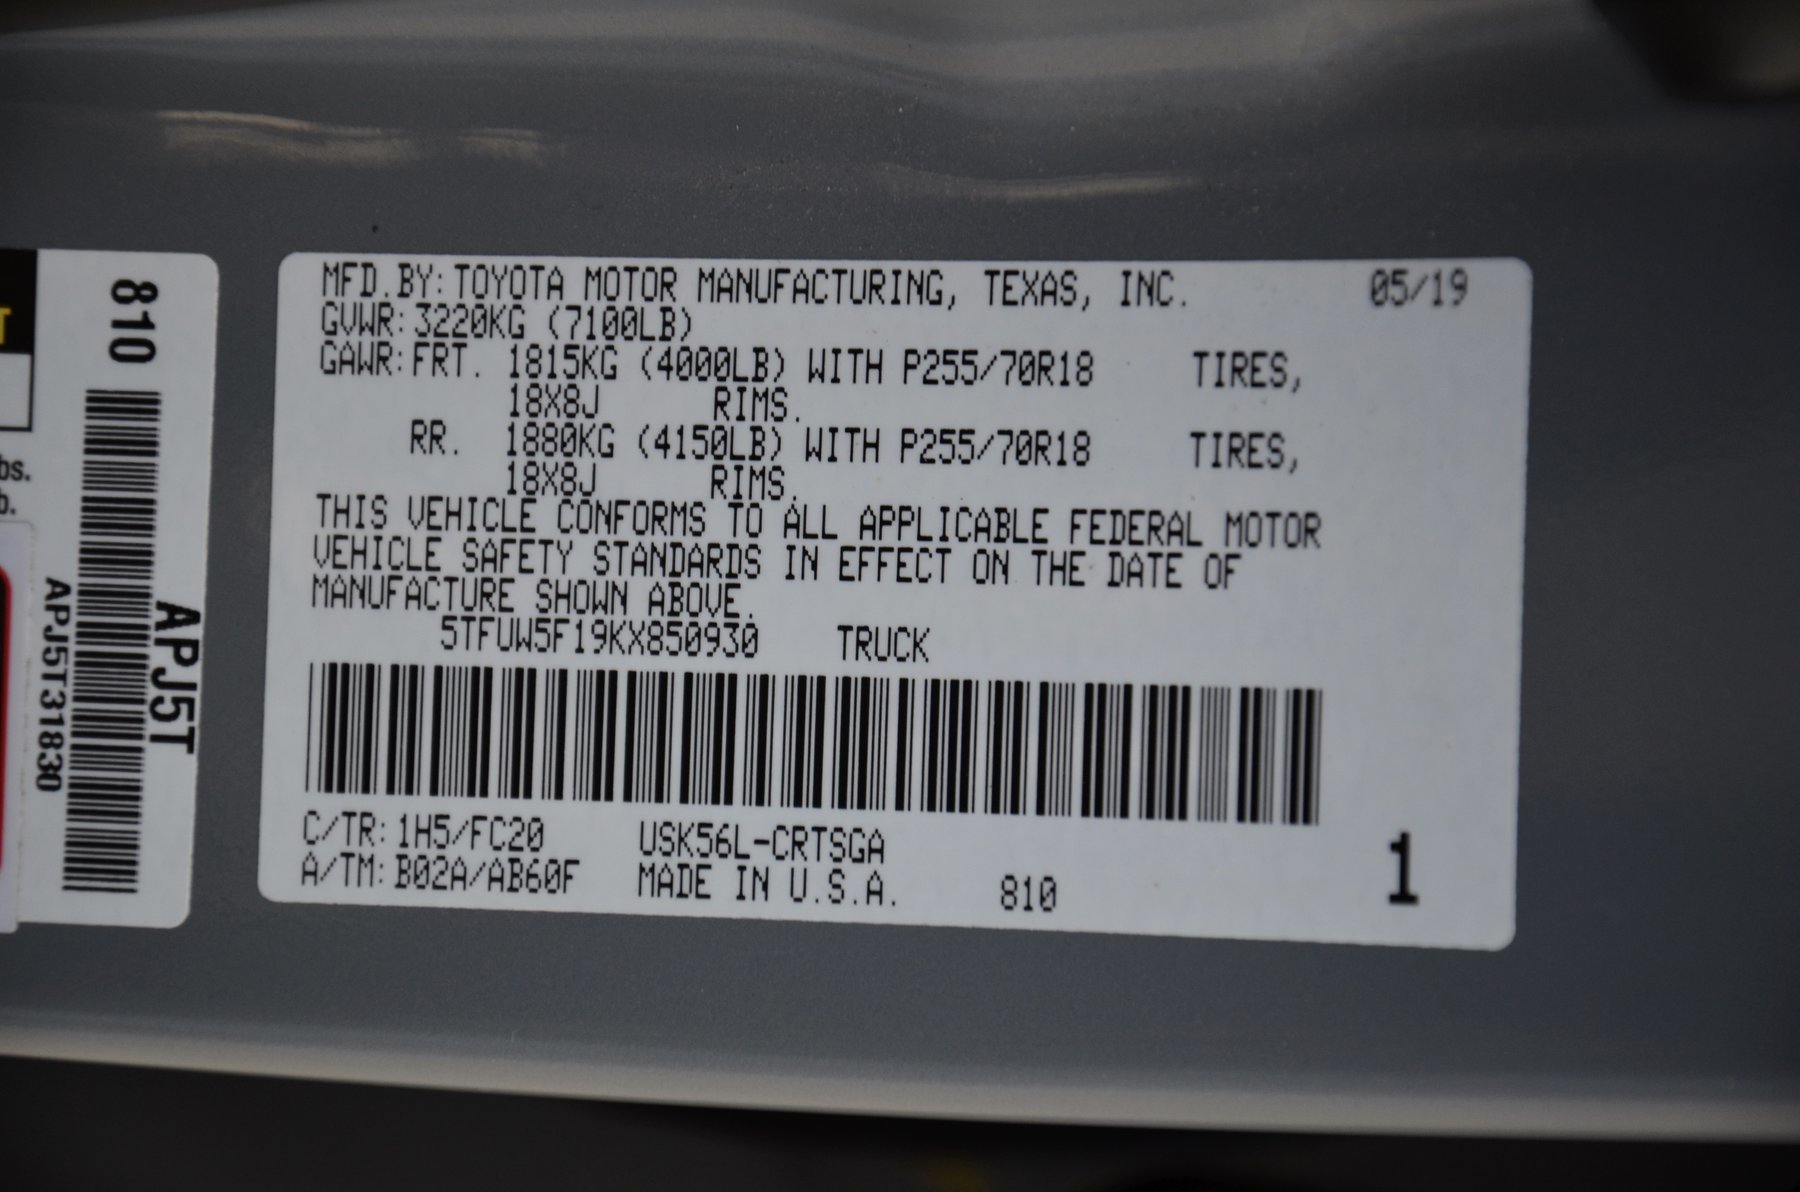 MFD.BY: TOYOTA MOTOR MANUFACTURING, TEXAS, INC. 05/19
GVWR: 3220KG (7100LB)
GAWR: FRT. 1815KG (4000LB) WITH P255/70R18 TIRES,
18X8J RIMS.
RR. 1880KG (4150LB) WITH P255/70R18 TIRES,
18X8J RIMS.
THIS VEHICLE CONFORMS TO ALL APPLICABLE FEDERAL MOTOR
VEHICLE SAFETY STANDARDS IN EFFECT ON THE DATE OF
MANUFACTURE SHOWN ABOVE.
5TFUW5F19KX850930 TRUCK
C/TR: 1H5/FC20 USK56L-CRTSGA
A/TM: B02A/AB60F MADE IN U.S.A. 810 1
810
APJ5T
APJ5T31830
bs.
b.
T